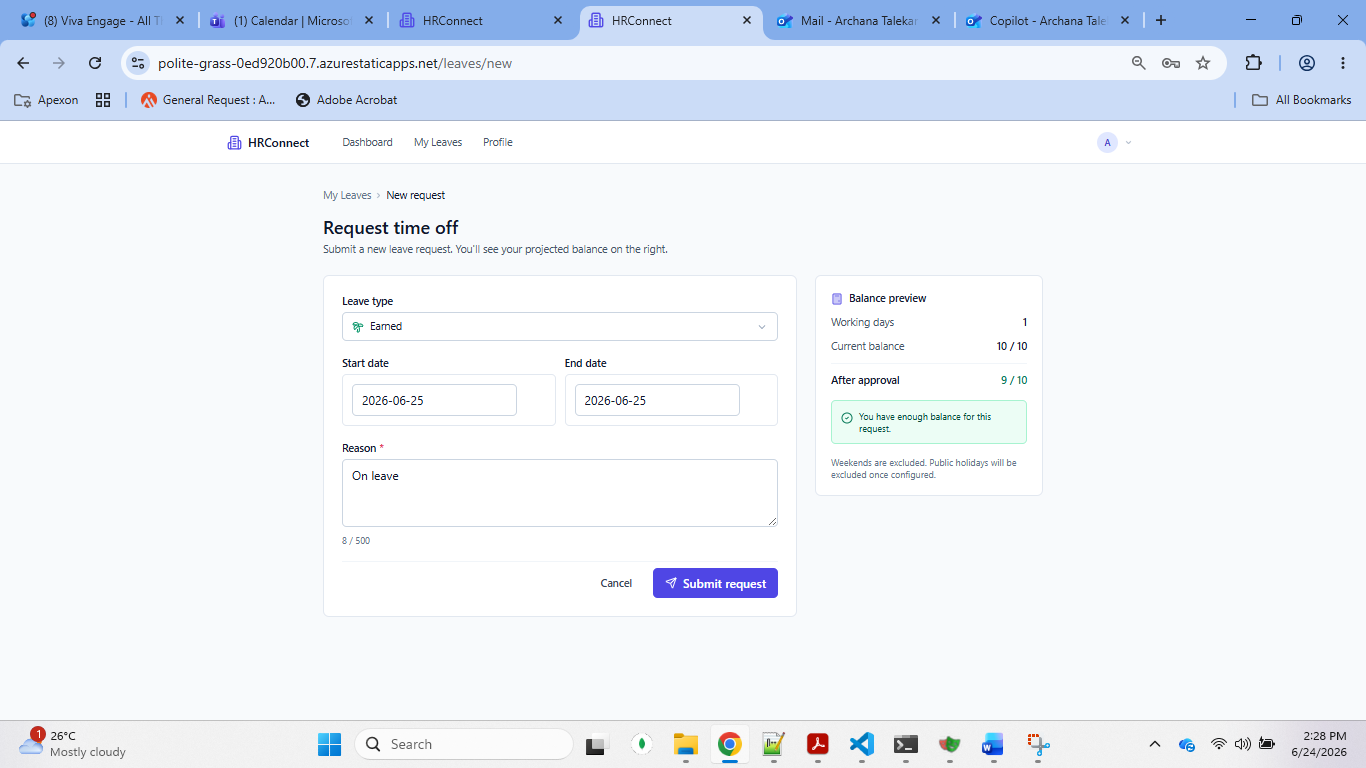 (8) Viva Engage - All T
(1) Calendar | Microso
HRConnect
HRConnect
Mail - Archana Taleka
Copilot - Archana Tale
polite-grass-0ed920b00.7.azurestaticapps.net/leaves/new
Apexon
General Request : A...
Adobe Acrobat
All Bookmarks
HRConnect
Dashboard
My Leaves
Profile
A
My Leaves › New request
Request time off
Submit a new leave request. You'll see your projected balance on the right.
Leave type
Earned
Start date
End date
2026-06-25
2026-06-25
Reason *
On leave
8 / 500
Cancel
Submit request
Balance preview
Working days 1
Current balance 10 / 10
After approval 9 / 10
You have enough balance for this
request.
Weekends are excluded. Public holidays will be
excluded once configured.
1
26°C
Mostly cloudy
Search
2:28 PM
6/24/2026